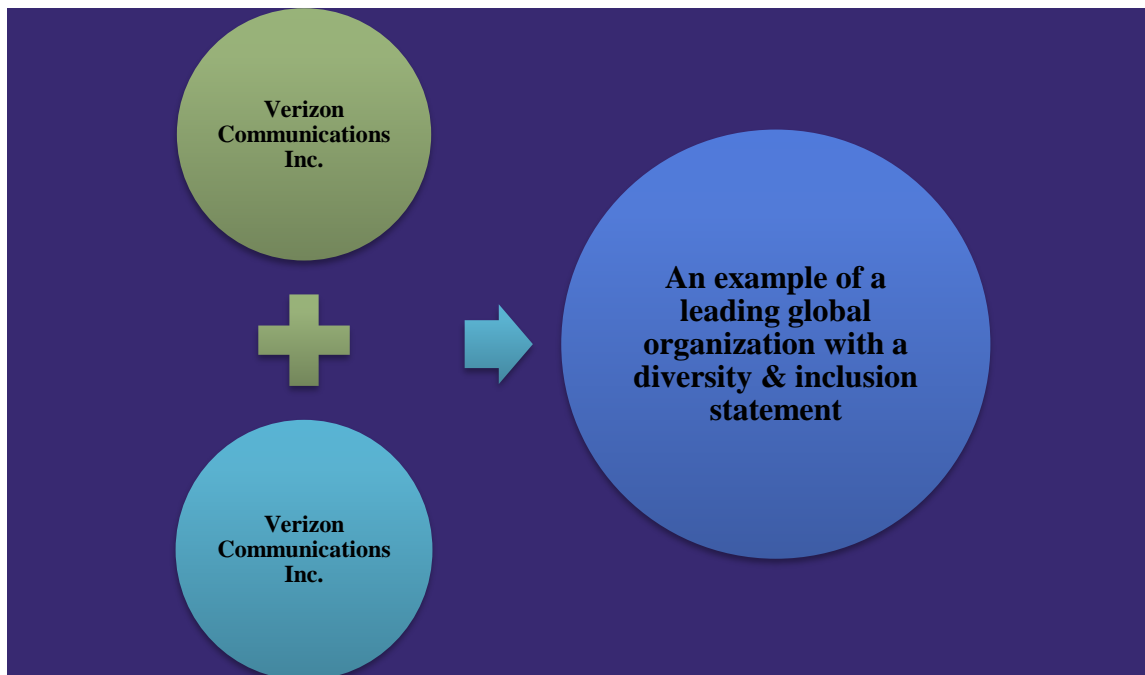 Verizon
Communications
Inc.
Verizon
Communications
Inc.
An example of a
leading global
organization with a
diversity & inclusion
statement